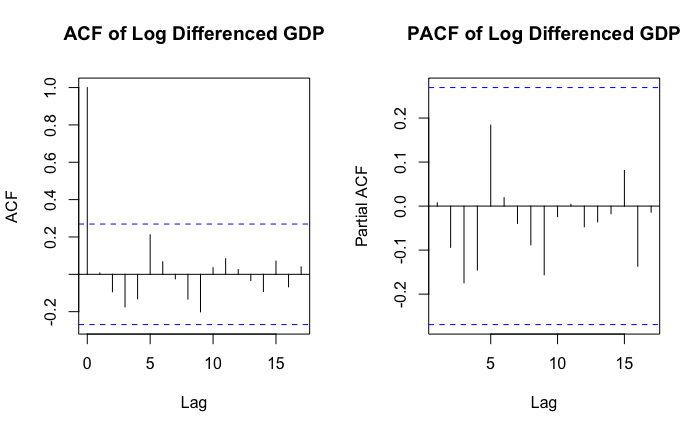 ACF of Log Differenced GDP
ACF
1.0
0.8
0.6
0.4
0.2
-0.2
0 5 10 15
Lag
PACF of Log Differenced GDP
Partial ACF
0.2
0.1
0.0
-0.1
-0.2
5 10 15
Lag